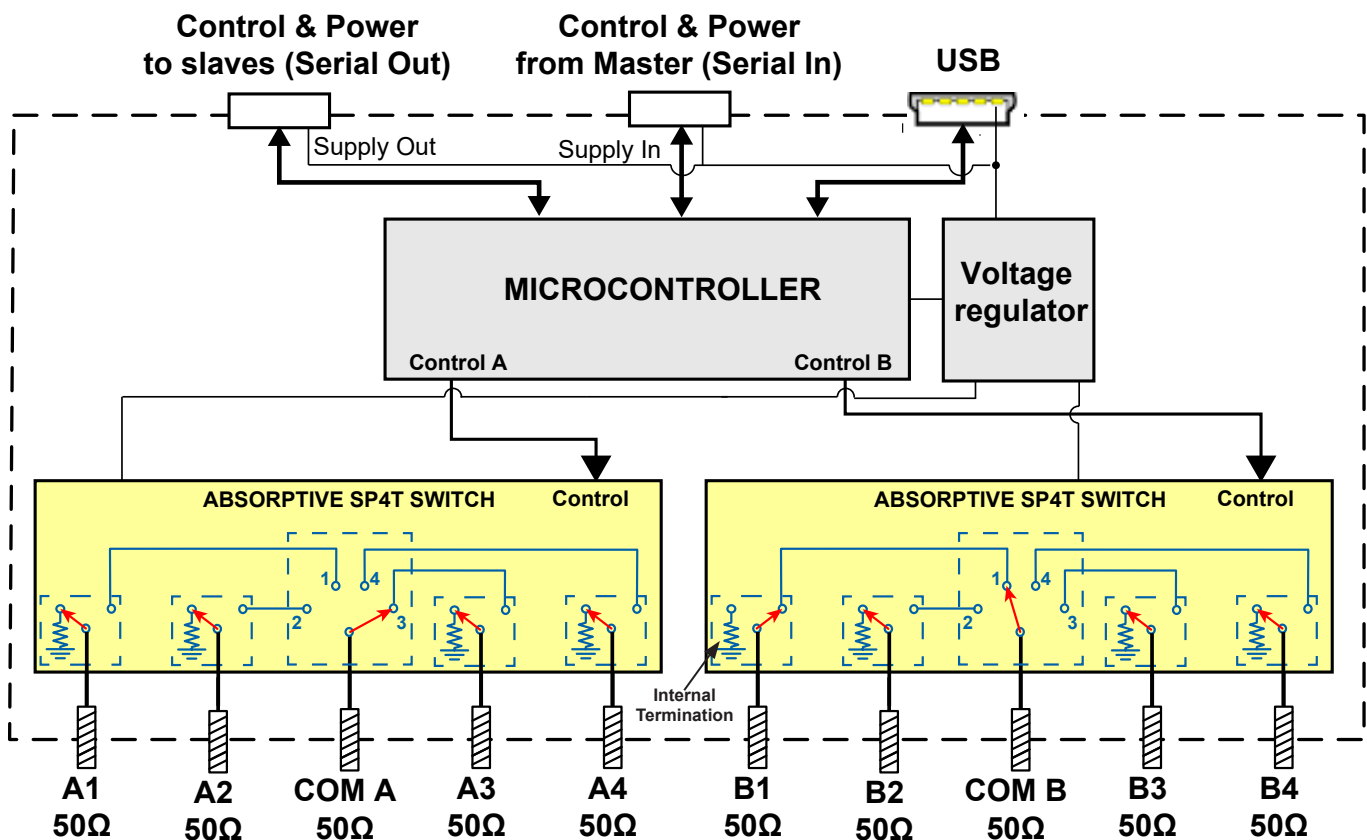 Control & Power
to slaves (Serial Out)
Control & Power
from Master (Serial In)
USB
Supply Out
Supply In
MICROCONTROLLER
Voltage
regulator
Control A
Control B
ABSORPTIVE SP4T SWITCH
Control
ABSORPTIVE SP4T SWITCH
Control
1
4
2
3
1
4
2
3
Internal
Termination
A1
50Ω
A2
50Ω
COM A
50Ω
A3
50Ω
A4
50Ω
B1
50Ω
B2
50Ω
COM B
50Ω
B3
50Ω
B4
50Ω